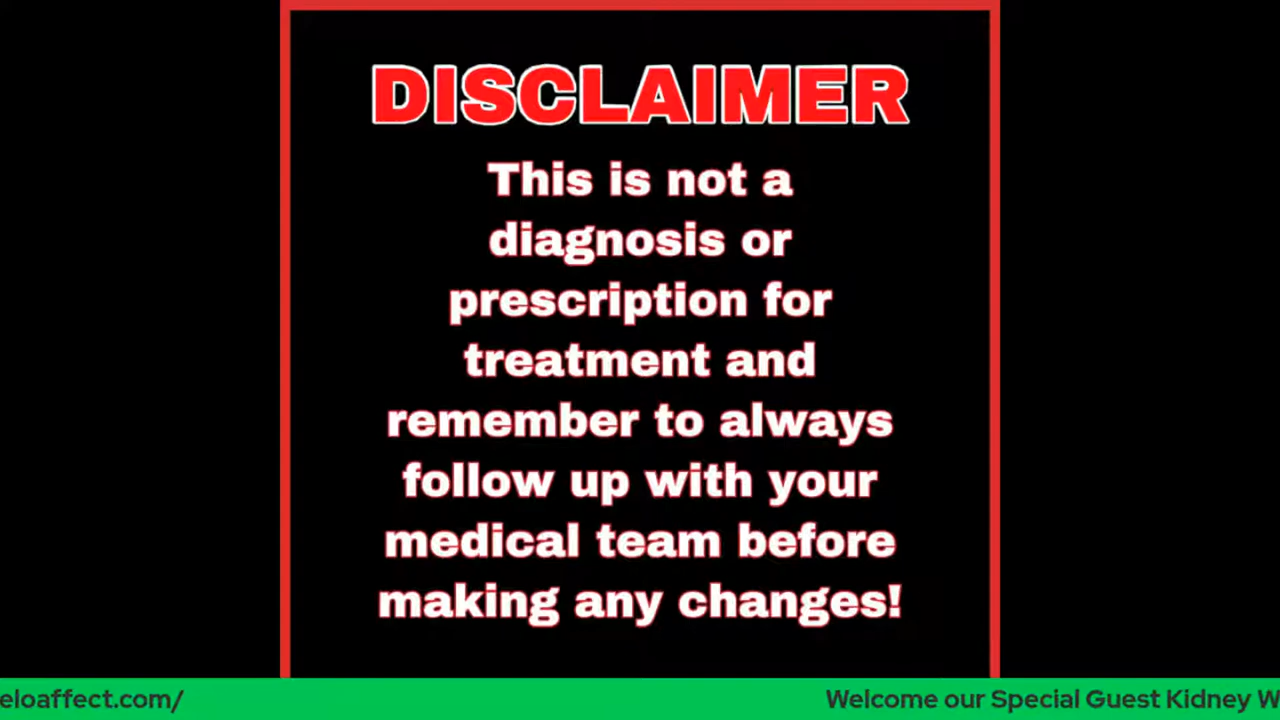 DISCLAIMER
This is not a
diagnosis or
prescription for
treatment and
remember to always
follow up with your
medical team before
making any changes!
eloaffect.com/
Welcome our Special Guest Kidney W